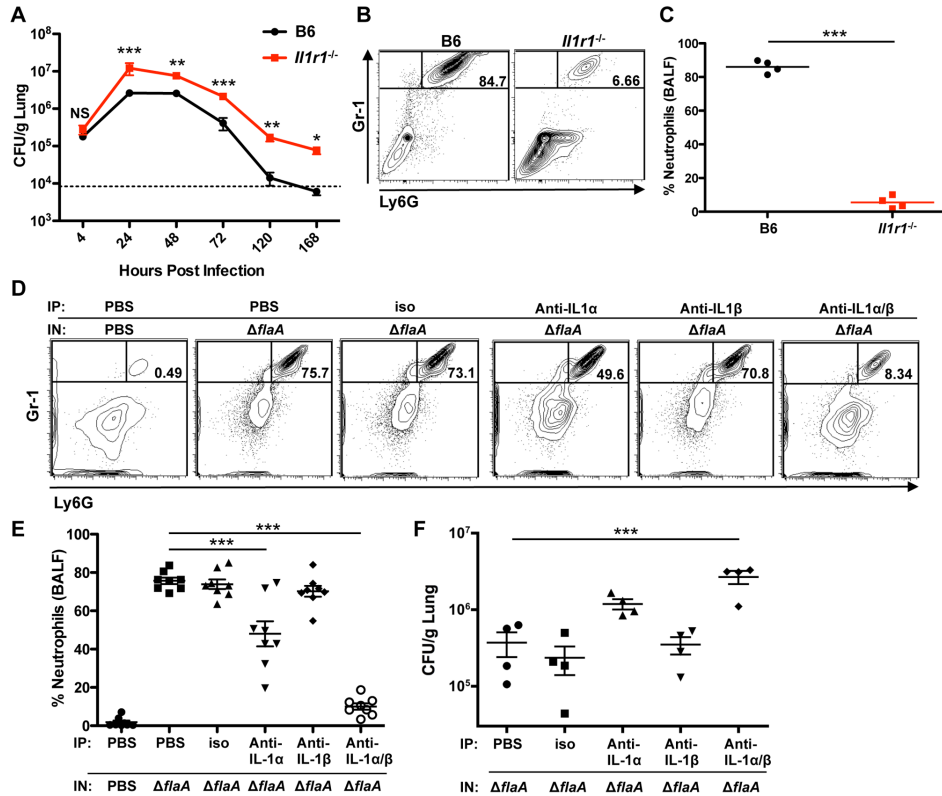 A
B6
Il1r1-/-
10⁸
10⁷
10⁶
10⁵
10⁴
10³
CFU/g Lung
NS
***
**
***
**
*
4 24 48 72 120 168
Hours Post Infection
B
B6 Il1r1-/-
84.7 6.66
Gr-1
Ly6G
C
***
100
80
60
40
20
0
% Neutrophils (BALF)
B6 Il1r1-/-
D
IP: PBS PBS iso Anti-IL1α Anti-IL1β Anti-IL1α/β
IN: PBS ΔflaA ΔflaA ΔflaA ΔflaA ΔflaA
0.49 75.7 73.1 49.6 70.8 8.34
Gr-1
Ly6G
E
***
***
100
80
60
40
20
0
% Neutrophils (BALF)
IP: PBS PBS iso Anti- Anti- Anti-
IL-1α IL-1β IL-1α/β
IN: PBS ΔflaA ΔflaA ΔflaA ΔflaA ΔflaA
F
***
10⁷
10⁶
10⁵
CFU/g Lung
IP: PBS iso Anti- Anti- Anti-
IL-1α IL-1β IL-1α/β
IN: ΔflaA ΔflaA ΔflaA ΔflaA ΔflaA